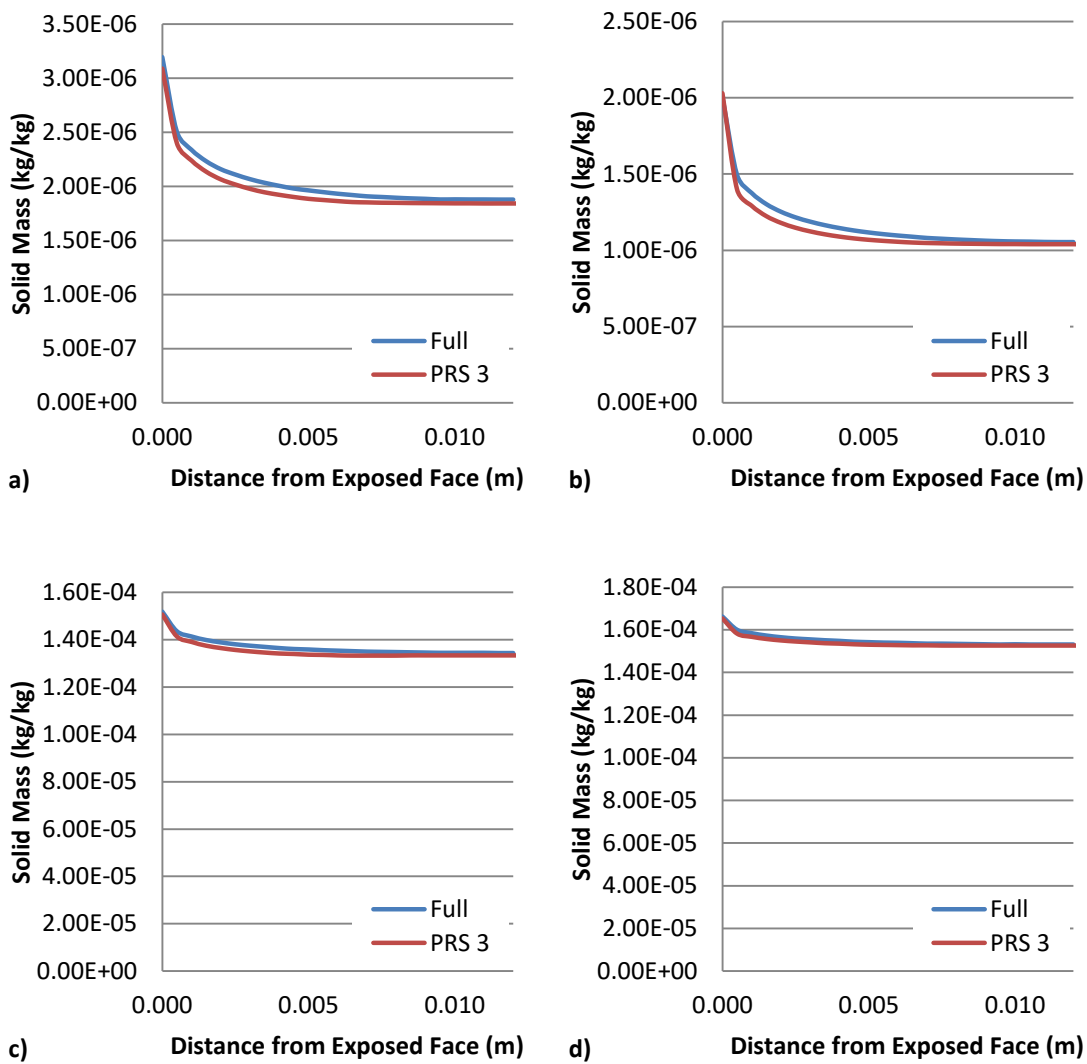 3.50E-06
3.00E-06
2.50E-06
2.00E-06
1.50E-06
1.00E-06
5.00E-07
0.00E+00
Solid Mass (kg/kg)
Full
PRS 3
0.000 0.005 0.010
a) Distance from Exposed Face (m)
2.50E-06
2.00E-06
1.50E-06
1.00E-06
5.00E-07
0.00E+00
Solid Mass (kg/kg)
Full
PRS 3
0.000 0.005 0.010
b) Distance from Exposed Face (m)
1.60E-04
1.40E-04
1.20E-04
1.00E-04
8.00E-05
6.00E-05
4.00E-05
2.00E-05
0.00E+00
Solid Mass (kg/kg)
Full
PRS 3
0.000 0.005 0.010
c) Distance from Exposed Face (m)
1.80E-04
1.60E-04
1.40E-04
1.20E-04
1.00E-04
8.00E-05
6.00E-05
4.00E-05
2.00E-05
0.00E+00
Solid Mass (kg/kg)
Full
PRS 3
0.000 0.005 0.010
d) Distance from Exposed Face (m)